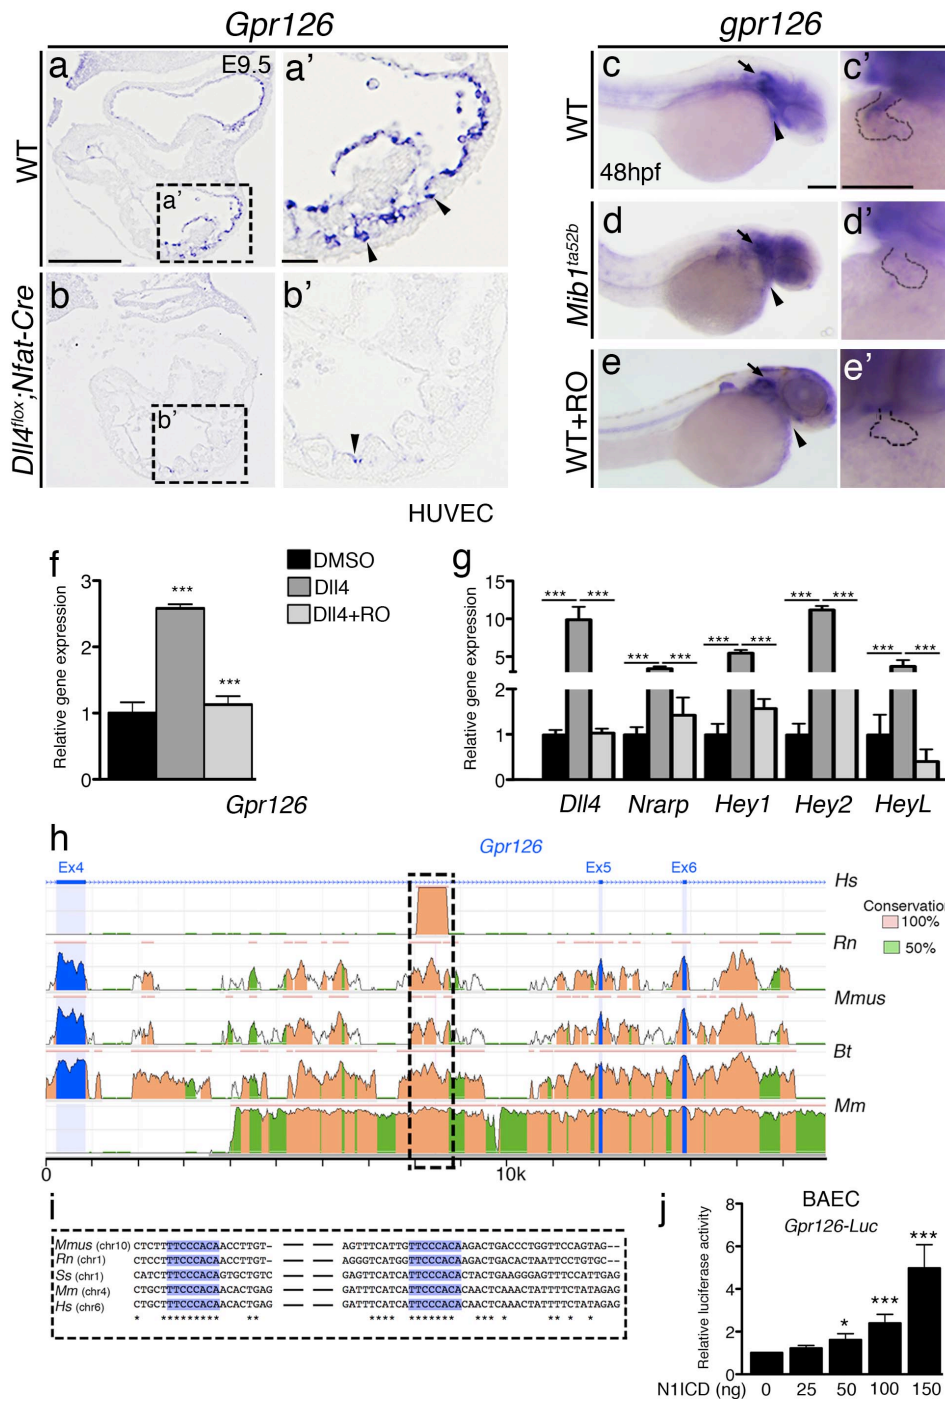 Gpr126
gpr126
a
E9.5
a'
c
c'
WT
a'
WT
48hpf
b
b'
d
d'
Dll4flox;Nfat-Cre
b'
Mib1ta52b
e
e'
WT+RO
HUVEC
f
DMSO
Dll4
Dll4+RO
Relative gene expression
3
2
1
0
***
***
Gpr126
g
Relative gene expression
15
10
5
2
1
0
*** ***
*** ***
*** ***
*** ***
*** ***
Dll4 Nrarp Hey1 Hey2 HeyL
h
Gpr126
Ex4 Ex5 Ex6
Hs
Conservation
100%
50%
Rn
Mmus
Bt
Mm
0 10k
i
Mmus (chr10) CTCTTTTCCCACAACCTTGT- — — AGTTTCATTGTTCCCACAAGACTGACCCTGGTTCCAGTAG--
Rn (chr1) CTCCTTTCCCACAACCTTGT- — — GAGTTCATGGTTCCCACAAGACTGACACTAATTCCTGTGC--
Ss (chr1) CATCTTTCCCACAGTGCTGTC — — GGGTTCATCATTCCCACACTACTGAAGGGAGTTTCCATTGAG
Mm (chr4) CTGCTTTCCCACAACACTGAG — — GATTTCATCATTCCCACACAACTCAAACTATTTTCTATAGAG
Hs (chr6) CTGCTTTCCCACAACACTGAG — — GATTTCATCATTCCCACACAACTCAAACTATTTTCTATAGAG
* ********* ** **** ******* *** * ** * *
j
BAEC
Gpr126-Luc
Relative luciferase activity
8
6
4
2
0
*
***
***
N1ICD (ng) 0 25 50 100 150